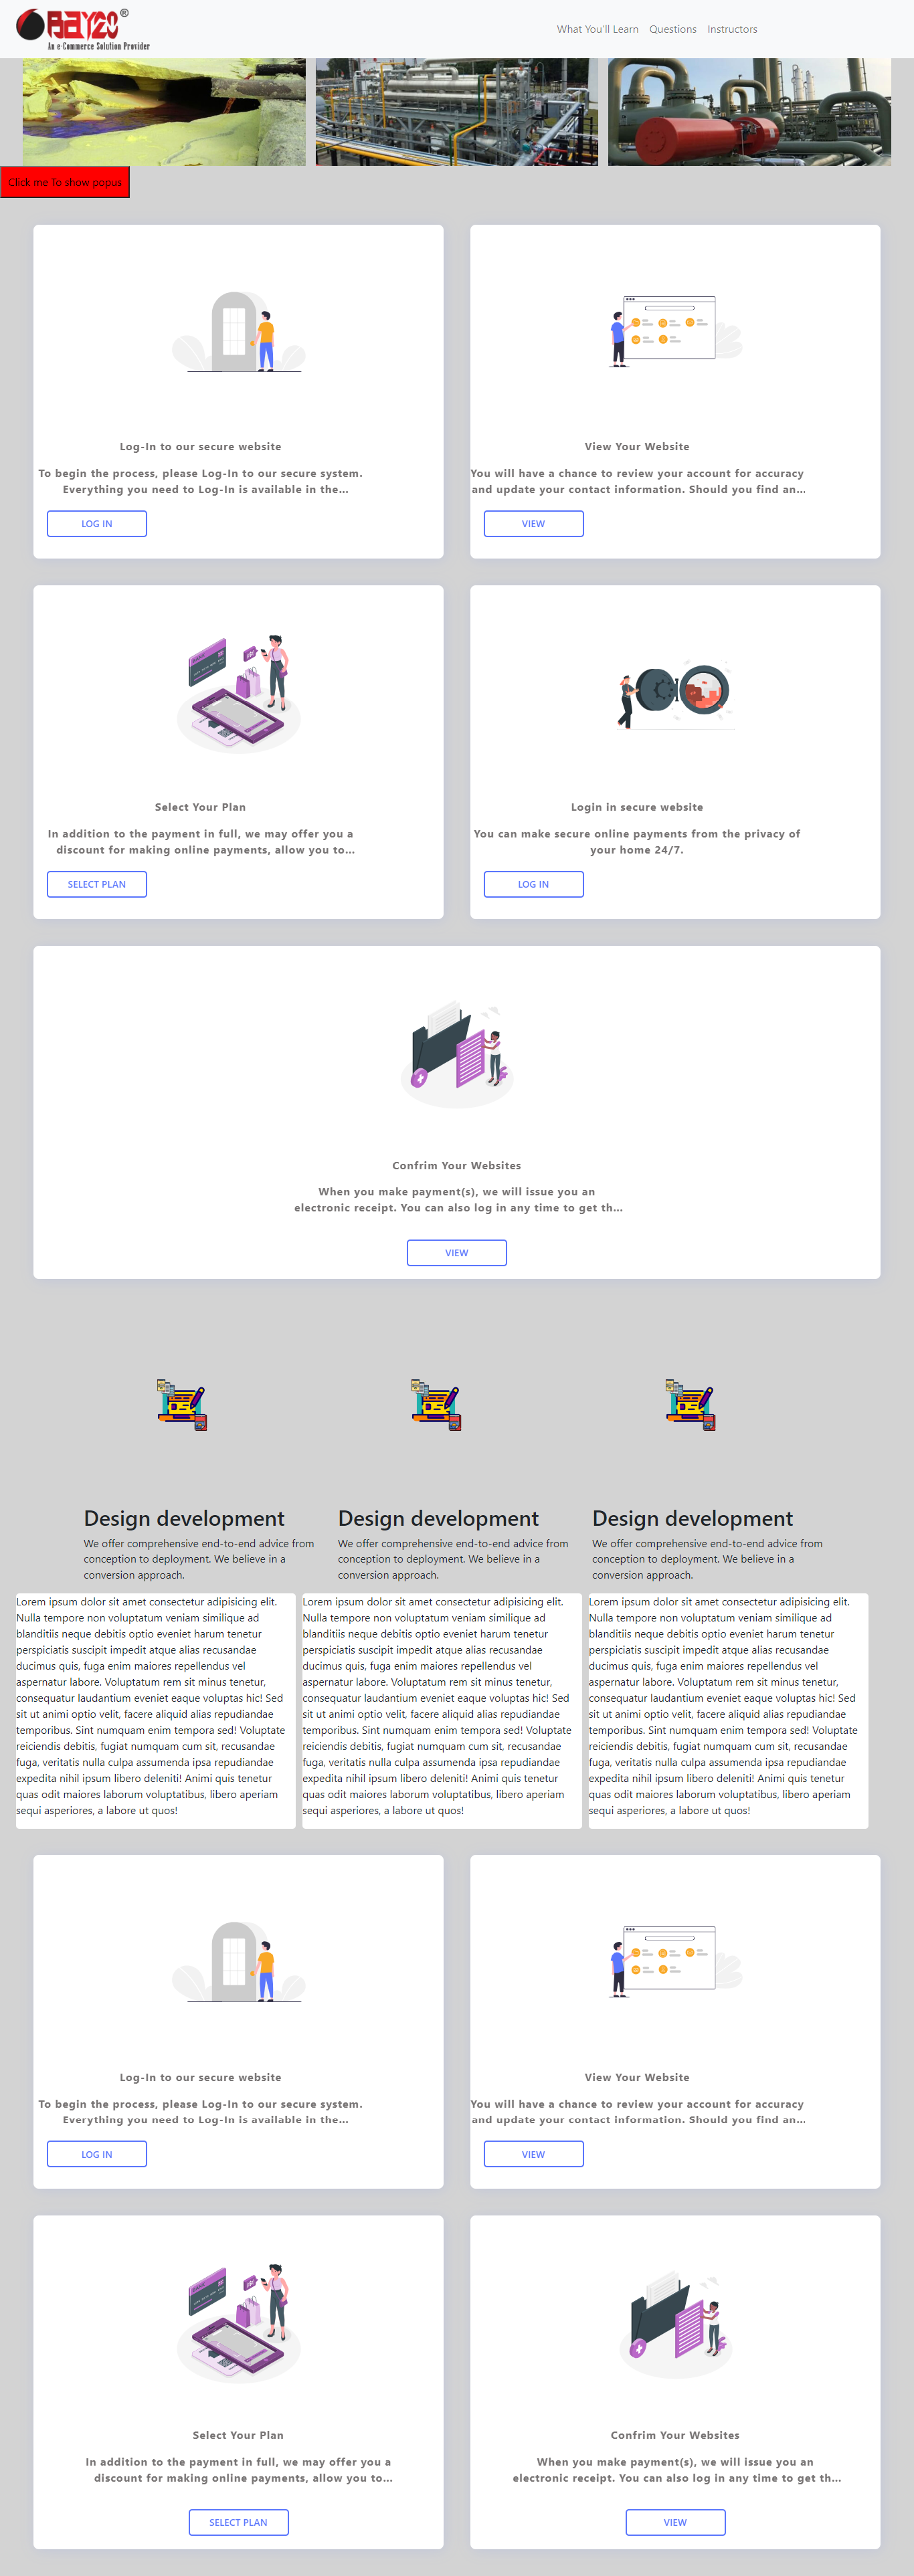 BAY20®
An e-Commerce Solution Provider
What You'll Learn Questions Instructors
Click me To show popus
Log-In to our secure website
To begin the process, please Log-In to our secure system.
Everything you need to Log-In is available in the...
LOG IN
View Your Website
You will have a chance to review your account for accuracy
and update your contact information. Should you find an...
VIEW
Select Your Plan
In addition to the payment in full, we may offer you a
discount for making online payments, allow you to...
SELECT PLAN
Login in secure website
You can make secure online payments from the privacy of
your home 24/7.
LOG IN
Confrim Your Websites
When you make payment(s), we will issue you an
electronic receipt. You can also log in any time to get th...
VIEW
Design development
We offer comprehensive end-to-end advice from
conception to deployment. We believe in a
conversion approach.
Design development
We offer comprehensive end-to-end advice from
conception to deployment. We believe in a
conversion approach.
Design development
We offer comprehensive end-to-end advice from
conception to deployment. We believe in a
conversion approach.
Lorem ipsum dolor sit amet consectetur adipisicing elit.
Nulla tempore non voluptatum veniam similique ad
blanditiis neque debitis optio eveniet harum tenetur
perspiciatis suscipit impedit atque alias recusandae
ducimus quis, fuga enim maiores repellendus vel
aspernatur labore. Voluptatum rem sit minus tenetur,
consequatur laudantium eveniet eaque voluptas hic! Sed
sit ut animi optio velit, facere aliquid alias repudiandae
temporibus. Sint numquam enim tempora sed! Voluptate
reiciendis debitis, fugiat numquam cum sit, recusandae
fuga, veritatis nulla culpa assumenda ipsa repudiandae
expedita nihil ipsum libero deleniti! Animi quis tenetur
quas odit maiores laborum voluptatibus, libero aperiam
sequi asperiores, a labore ut quos!
Lorem ipsum dolor sit amet consectetur adipisicing elit.
Nulla tempore non voluptatum veniam similique ad
blanditiis neque debitis optio eveniet harum tenetur
perspiciatis suscipit impedit atque alias recusandae
ducimus quis, fuga enim maiores repellendus vel
aspernatur labore. Voluptatum rem sit minus tenetur,
consequatur laudantium eveniet eaque voluptas hic! Sed
sit ut animi optio velit, facere aliquid alias repudiandae
temporibus. Sint numquam enim tempora sed! Voluptate
reiciendis debitis, fugiat numquam cum sit, recusandae
fuga, veritatis nulla culpa assumenda ipsa repudiandae
expedita nihil ipsum libero deleniti! Animi quis tenetur
quas odit maiores laborum voluptatibus, libero aperiam
sequi asperiores, a labore ut quos!
Lorem ipsum dolor sit amet consectetur adipisicing elit.
Nulla tempore non voluptatum veniam similique ad
blanditiis neque debitis optio eveniet harum tenetur
perspiciatis suscipit impedit atque alias recusandae
ducimus quis, fuga enim maiores repellendus vel
aspernatur labore. Voluptatum rem sit minus tenetur,
consequatur laudantium eveniet eaque voluptas hic! Sed
sit ut animi optio velit, facere aliquid alias repudiandae
temporibus. Sint numquam enim tempora sed! Voluptate
reiciendis debitis, fugiat numquam cum sit, recusandae
fuga, veritatis nulla culpa assumenda ipsa repudiandae
expedita nihil ipsum libero deleniti! Animi quis tenetur
quas odit maiores laborum voluptatibus, libero aperiam
sequi asperiores, a labore ut quos!
Log-In to our secure website
To begin the process, please Log-In to our secure system.
Everything you need to Log-In is available in the...
LOG IN
View Your Website
You will have a chance to review your account for accuracy
and update your contact information. Should you find an...
VIEW
Select Your Plan
In addition to the payment in full, we may offer you a
discount for making online payments, allow you to...
SELECT PLAN
Confrim Your Websites
When you make payment(s), we will issue you an
electronic receipt. You can also log in any time to get th...
VIEW